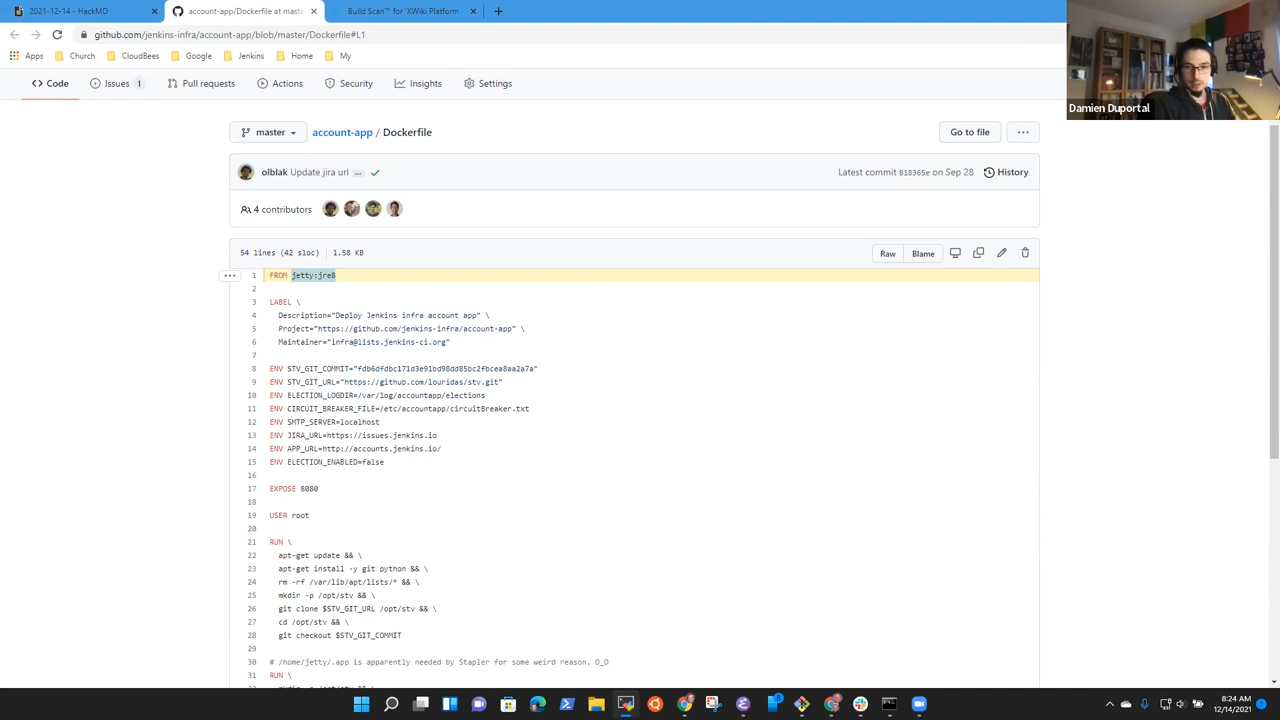 2021-12-14 - HackMD
account-app/Dockerfile at mast
Build Scan™ for 'XWiki Platform
github.com/jenkins-infra/account-app/blob/master/Dockerfile#L1
Apps
Church
CloudBees
Google
Jenkins
Home
My
Damien Duportal
Code
Issues 1
Pull requests
Actions
Security
Insights
Settings
master
account-app / Dockerfile
Go to file
olblak Update jira url ...
Latest commit 818365e on Sep 28
History
4 contributors
54 lines (42 sloc) 1.58 KB
Raw
Blame
1 FROM jetty:jre8
2
3 LABEL \
4 Description="Deploy Jenkins infra account app" \
5 Project="https://github.com/jenkins-infra/account-app" \
6 Maintainer="infra@lists.jenkins-ci.org"
7
8 ENV STV_GIT_COMMIT="fdb6dfdbc171d3e91bd98dd85bc2fbcea8aa2a7a"
9 ENV STV_GIT_URL="https://github.com/louridas/stv.git"
10 ENV ELECTION_LOGDIR=/var/log/accountapp/elections
11 ENV CIRCUIT_BREAKER_FILE=/etc/accountapp/circuitBreaker.txt
12 ENV SMTP_SERVER=localhost
13 ENV JIRA_URL=https://issues.jenkins.io
14 ENV APP_URL=http://accounts.jenkins.io/
15 ENV ELECTION_ENABLED=false
16
17 EXPOSE 8080
18
19 USER root
20
21 RUN \
22 apt-get update && \
23 apt-get install -y git python && \
24 rm -rf /var/lib/apt/lists/* && \
25 mkdir -p /opt/stv && \
26 git clone $STV_GIT_URL /opt/stv && \
27 cd /opt/stv && \
28 git checkout $STV_GIT_COMMIT
29
30 # /home/jetty/.app is apparently needed by Stapler for some weird reason. O_O
31 RUN \
8:24 AM
12/14/2021